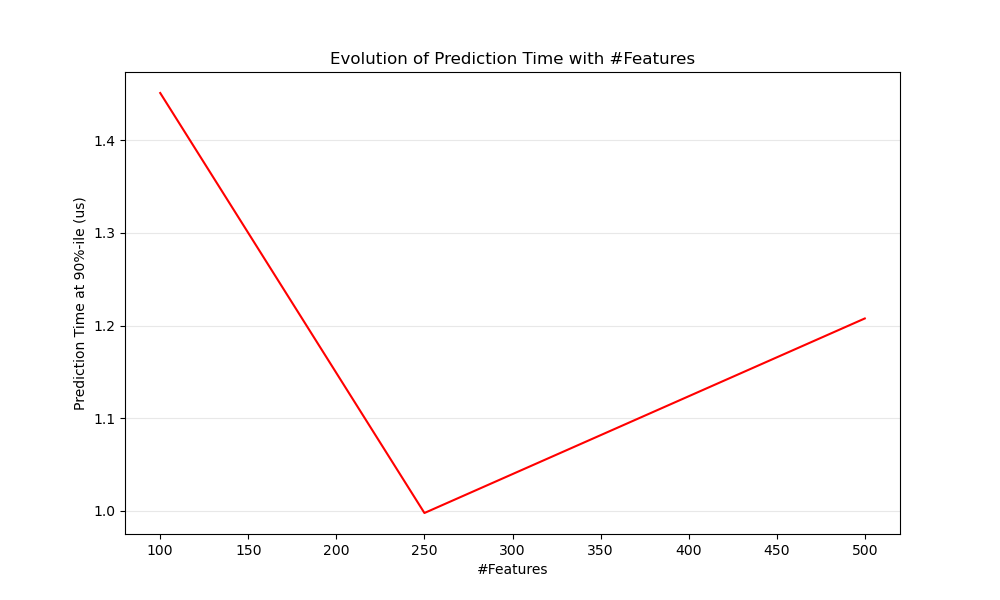 Evolution of Prediction Time with #Features
Prediction Time at 90%-ile (us)
1.4
1.3
1.2
1.1
1.0
100 150 200 250 300 350 400 450 500
#Features